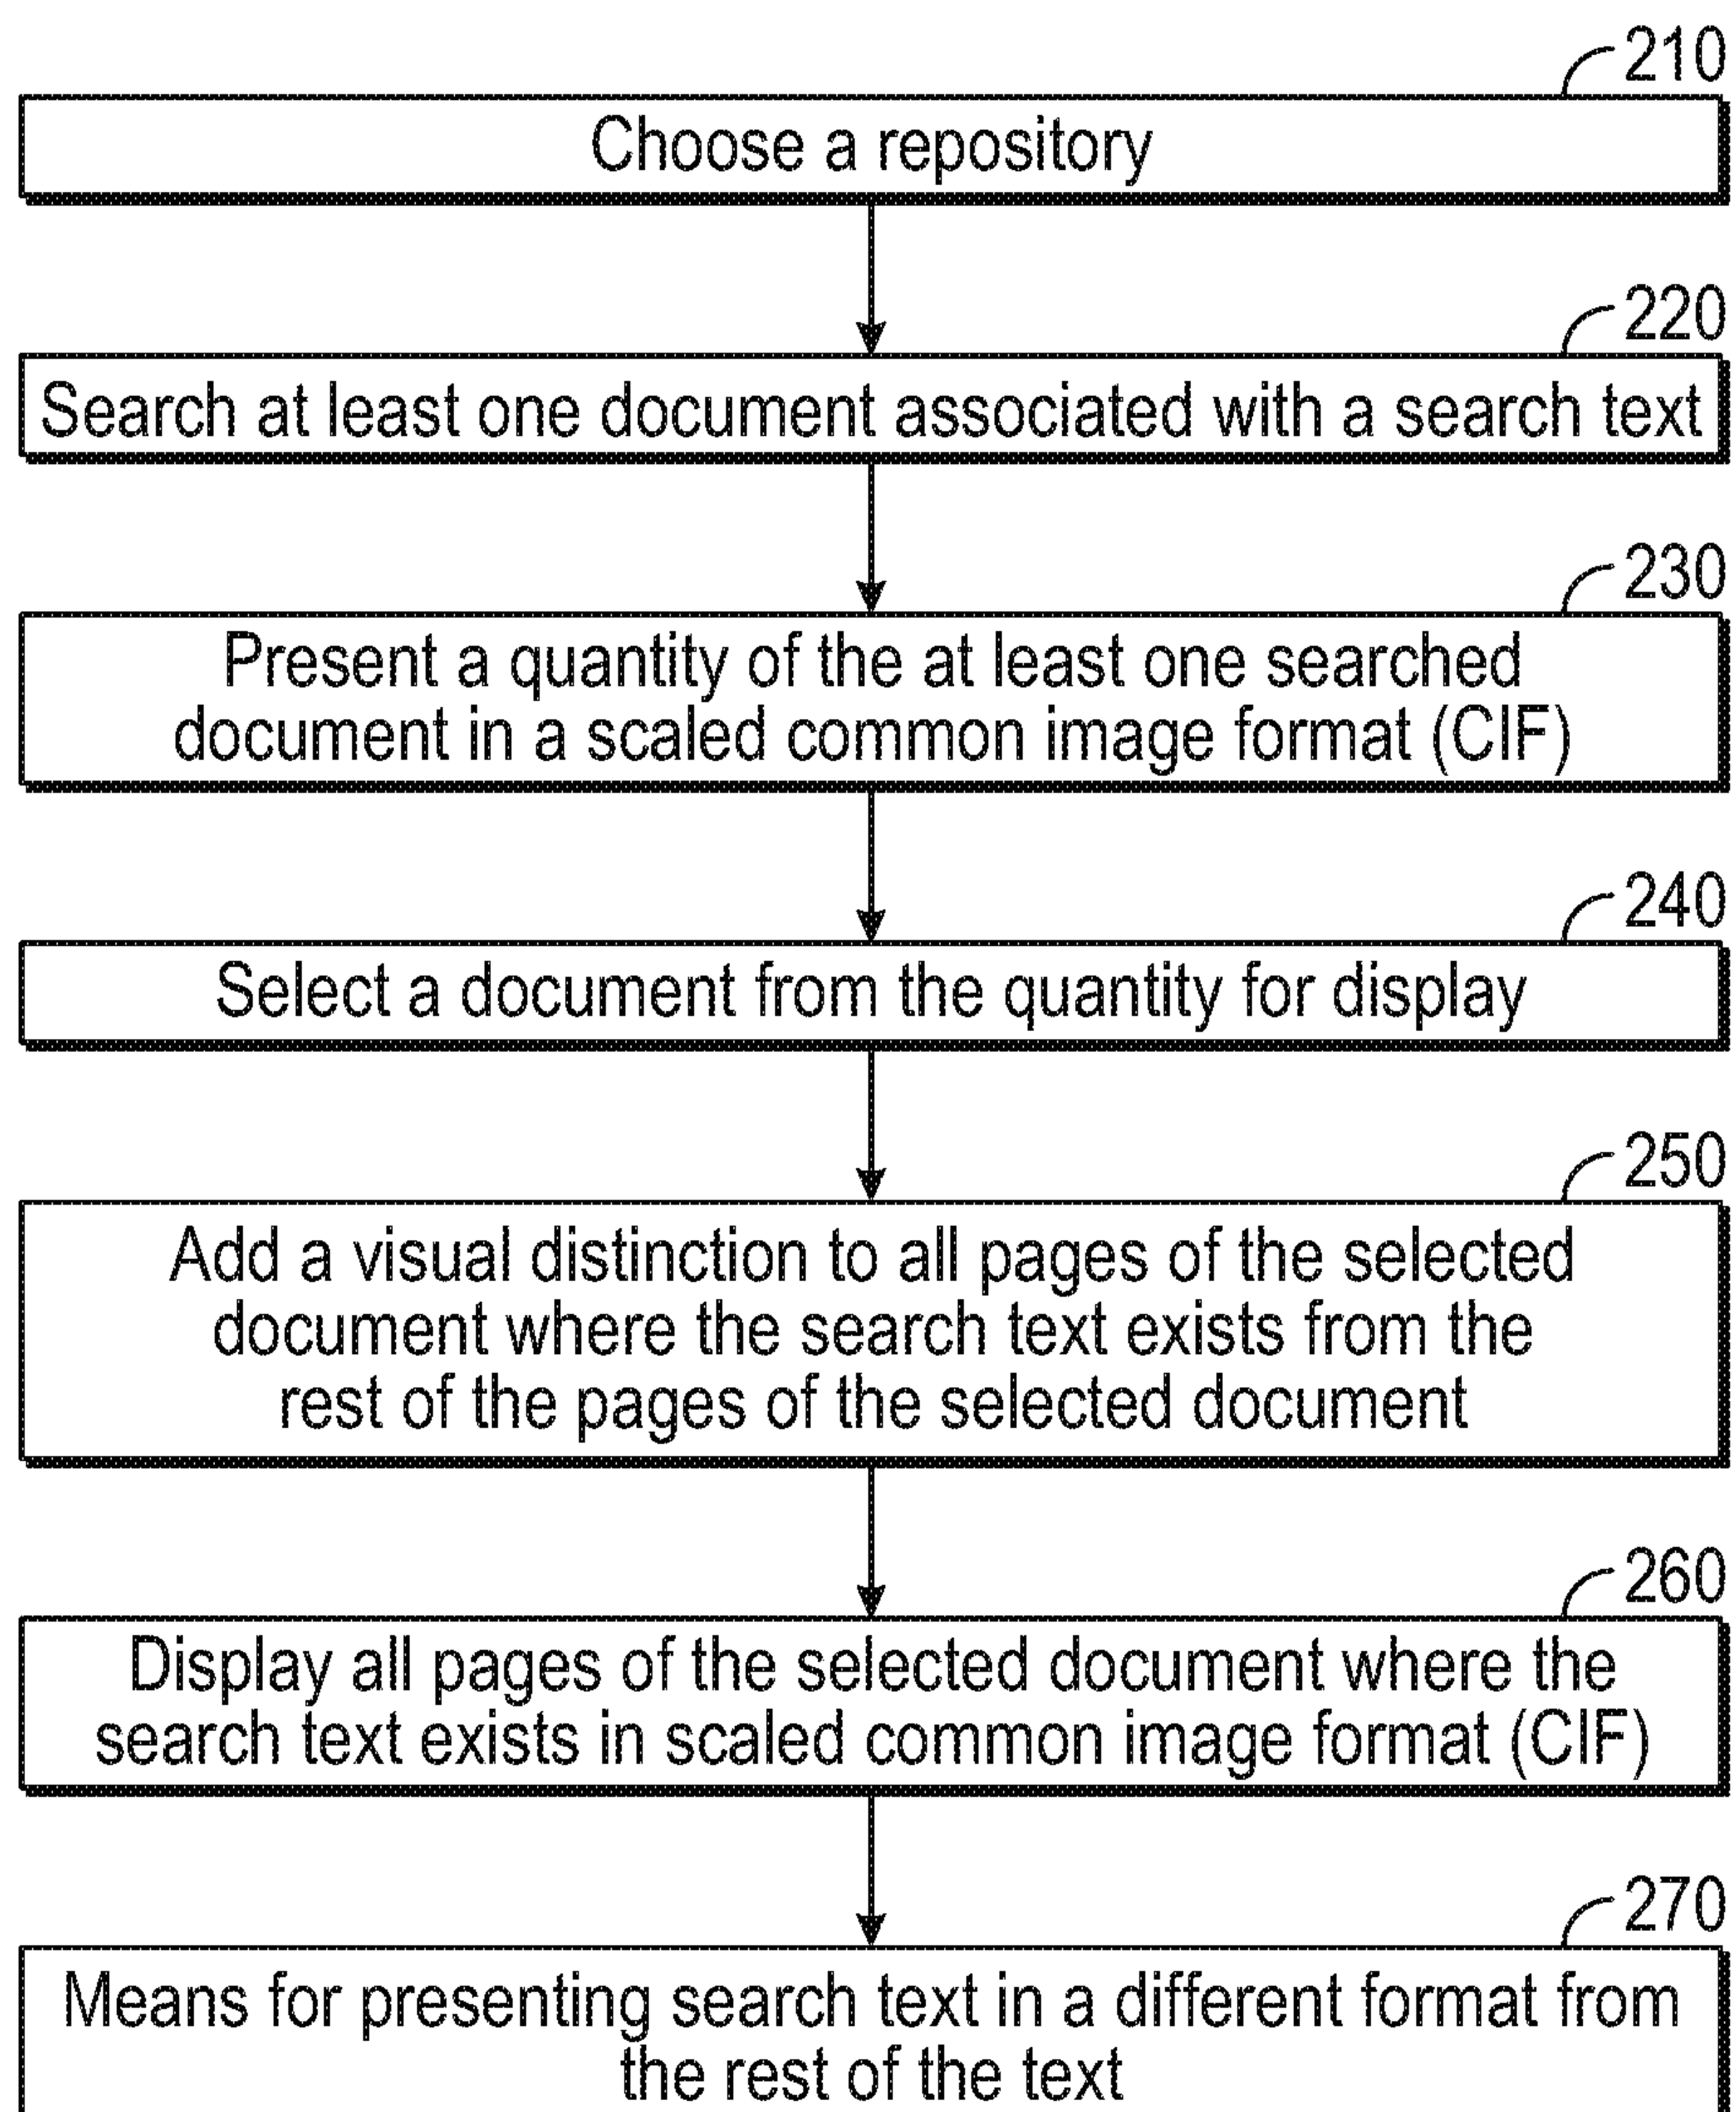 210
Choose a repository
220
Search at least one document associated with a search text
230
Present a quantity of the at least one searched
document in a scaled common image format (CIF)
240
Select a document from the quantity for display
250
Add a visual distinction to all pages of the selected
document where the search text exists from the
rest of the pages of the selected document
260
Display all pages of the selected document where the
search text exists in scaled common image format (CIF)
270
Means for presenting search text in a different format from
the rest of the text